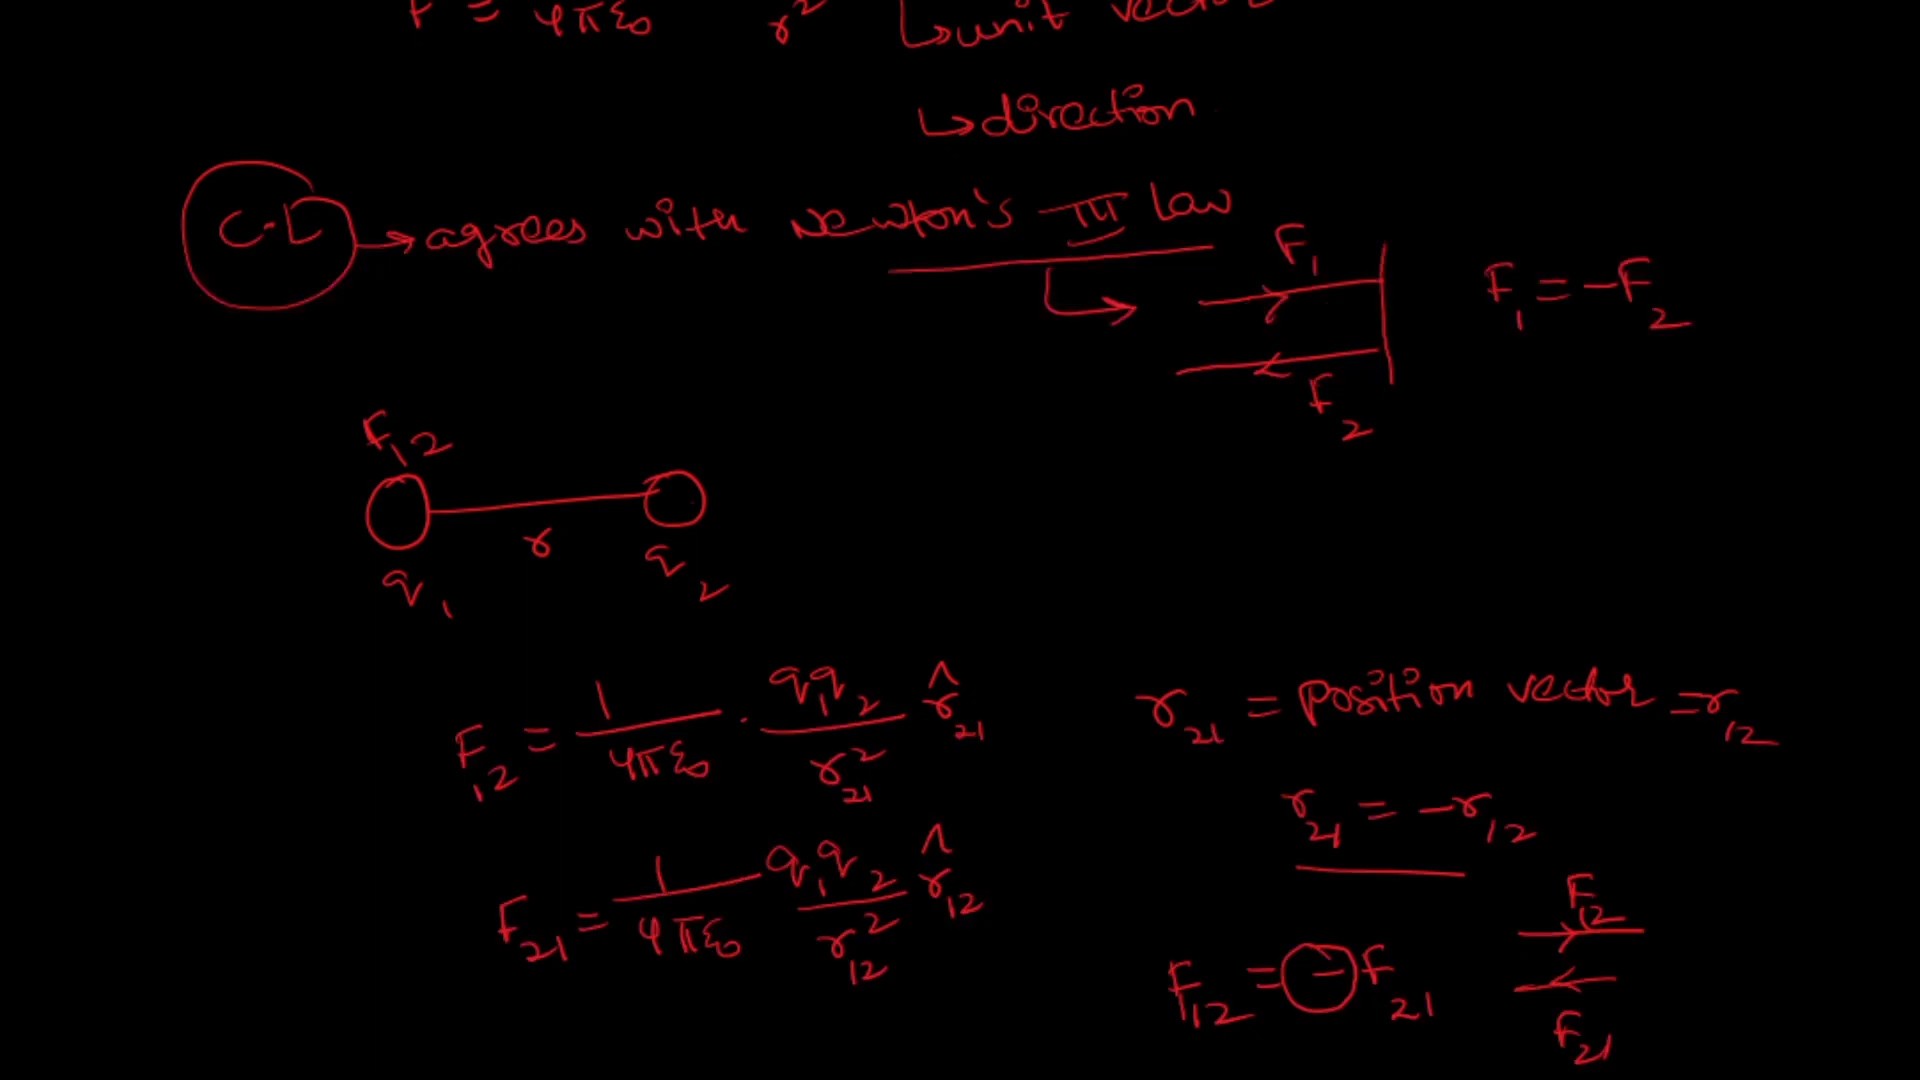 F = 4πε₀ r² ↳ unit vector
↳ direction
C-L → agrees with Newton's III law
F₁
F₁ = -F₂
F₂
F₁₂
r
q₁ q₂
F₁₂ = 1/4πε₀ · q₁q₂/r₂₁² r̂₂₁
r₂₁ = position vector = r₁₂
r₂₁ = -r₁₂
F₂₁ = 1/4πε₀ q₁q₂/r₁₂² r̂₁₂
F₁₂
F₁₂ = -F₂₁
F₂₁